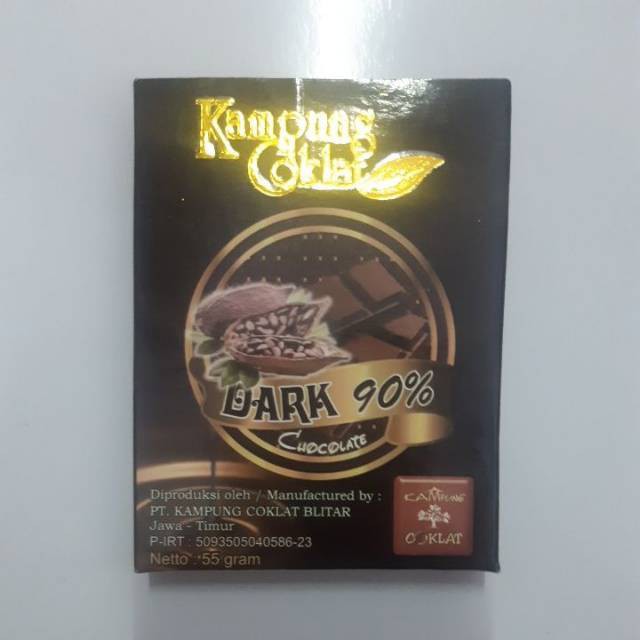 Kampung
Coklat
DARK 90%
CHOCOLATE
Diproduksi oleh / Manufactured by :
PT. KAMPUNG COKLAT BLITAR
Jawa - Timur
P-IRT : 5093505040586-23
Netto : 55 gram
KAMPUNG
COKLAT